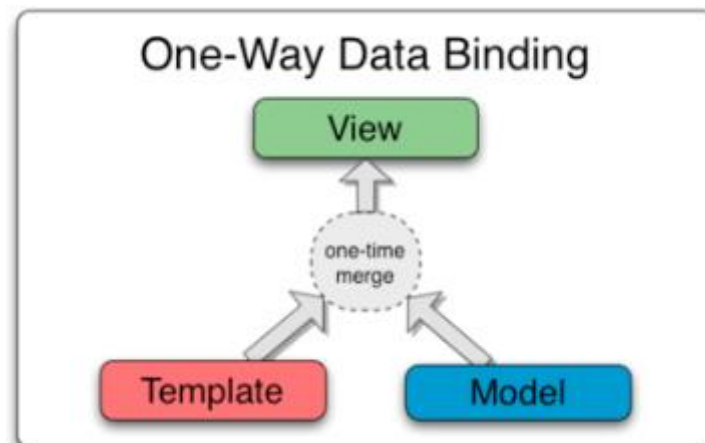 One-Way Data Binding
View
one-time
merge
Template
Model